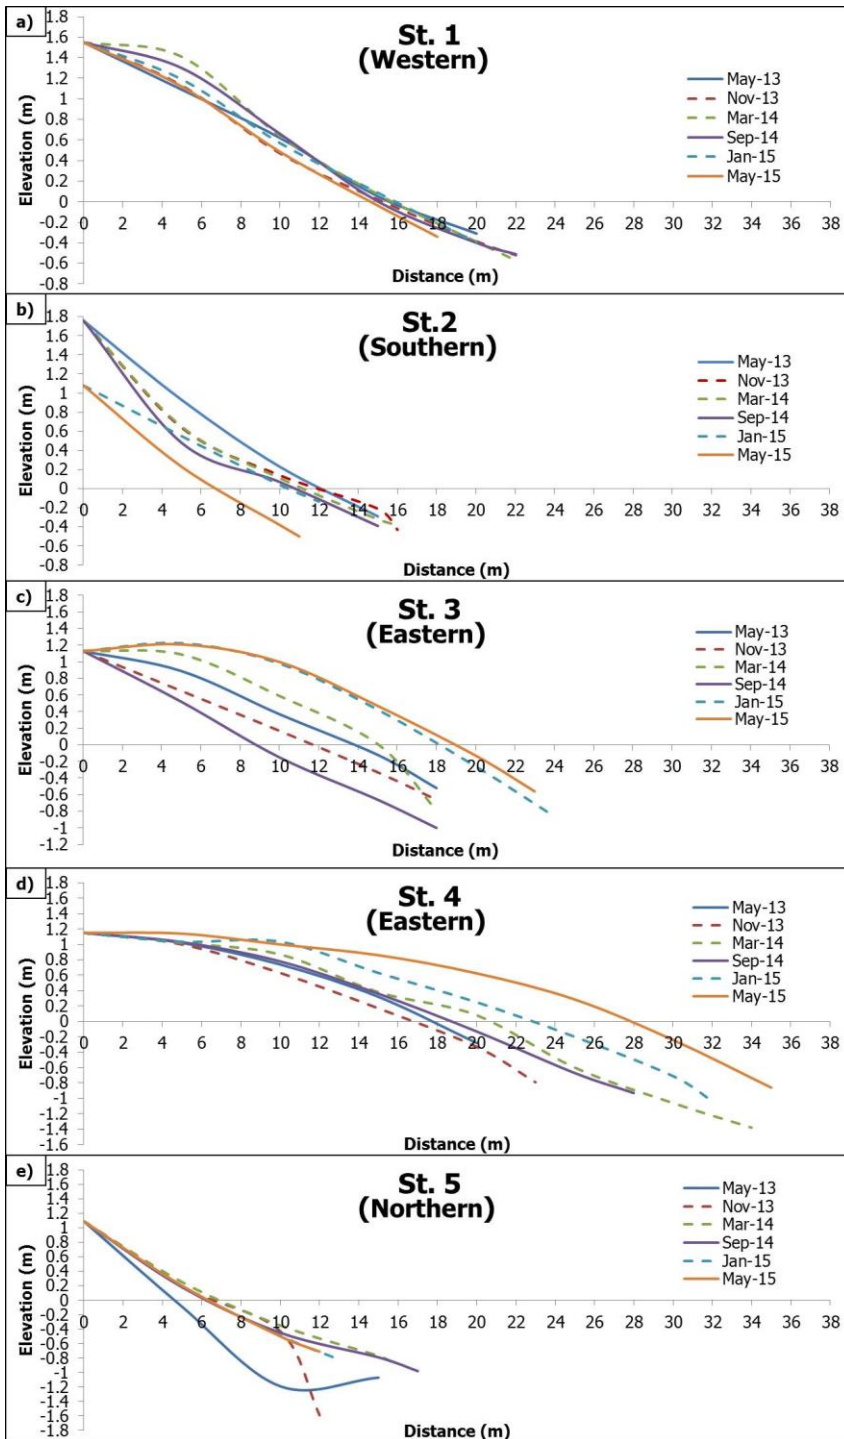 a)
St. 1
(Western)
Elevation (m)
1.8
1.6
1.4
1.2
1
0.8
0.6
0.4
0.2
0
-0.2
-0.4
-0.6
-0.8
0 2 4 6 8 10 12 14 16 18 20 22 24 26 28 30 32 34 36 38
Distance (m)
May-13
Nov-13
Mar-14
Sep-14
Jan-15
May-15
b)
St.2
(Southern)
Elevation (m)
1.8
1.6
1.4
1.2
1
0.8
0.6
0.4
0.2
0
-0.2
-0.4
-0.6
-0.8
0 2 4 6 8 10 12 14 16 18 20 22 24 26 28 30 32 34 36 38
Distance (m)
May-13
Nov-13
Mar-14
Sep-14
Jan-15
May-15
c)
St. 3
(Eastern)
Elevation (m)
1.8
1.6
1.4
1.2
1
0.8
0.6
0.4
0.2
0
-0.2
-0.4
-0.6
-0.8
-1
-1.2
0 2 4 6 8 10 12 14 16 18 20 22 24 26 28 30 32 34 36 38
Distance (m)
May-13
Nov-13
Mar-14
Sep-14
Jan-15
May-15
d)
St. 4
(Eastern)
Elevation (m)
1.8
1.6
1.4
1.2
1
0.8
0.6
0.4
0.2
0
-0.2
-0.4
-0.6
-0.8
-1
-1.2
-1.4
-1.6
0 2 4 6 8 10 12 14 16 18 20 22 24 26 28 30 32 34 36 38
Distance (m)
May-13
Nov-13
Mar-14
Sep-14
Jan-15
May-15
e)
St. 5
(Northern)
Elevation (m)
1.8
1.6
1.4
1.2
1
0.8
0.6
0.4
0.2
0
-0.2
-0.4
-0.6
-0.8
-1
-1.2
-1.4
-1.6
-1.8
0 2 4 6 8 10 12 14 16 18 20 22 24 26 28 30 32 34 36 38
Distance (m)
May-13
Nov-13
Mar-14
Sep-14
Jan-15
May-15